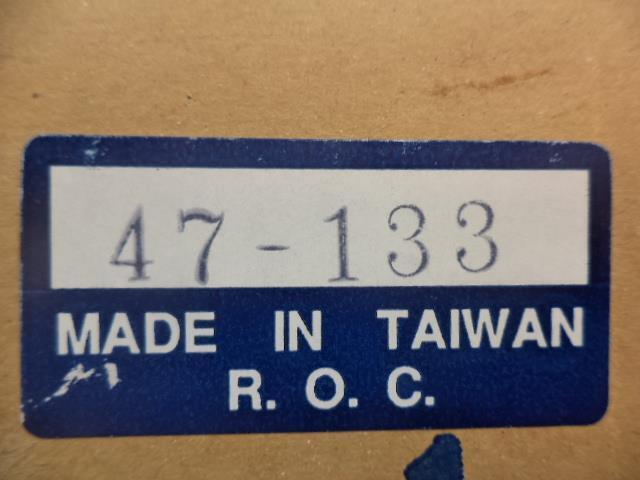 47-133
MADE IN TAIWAN
R. O. C.